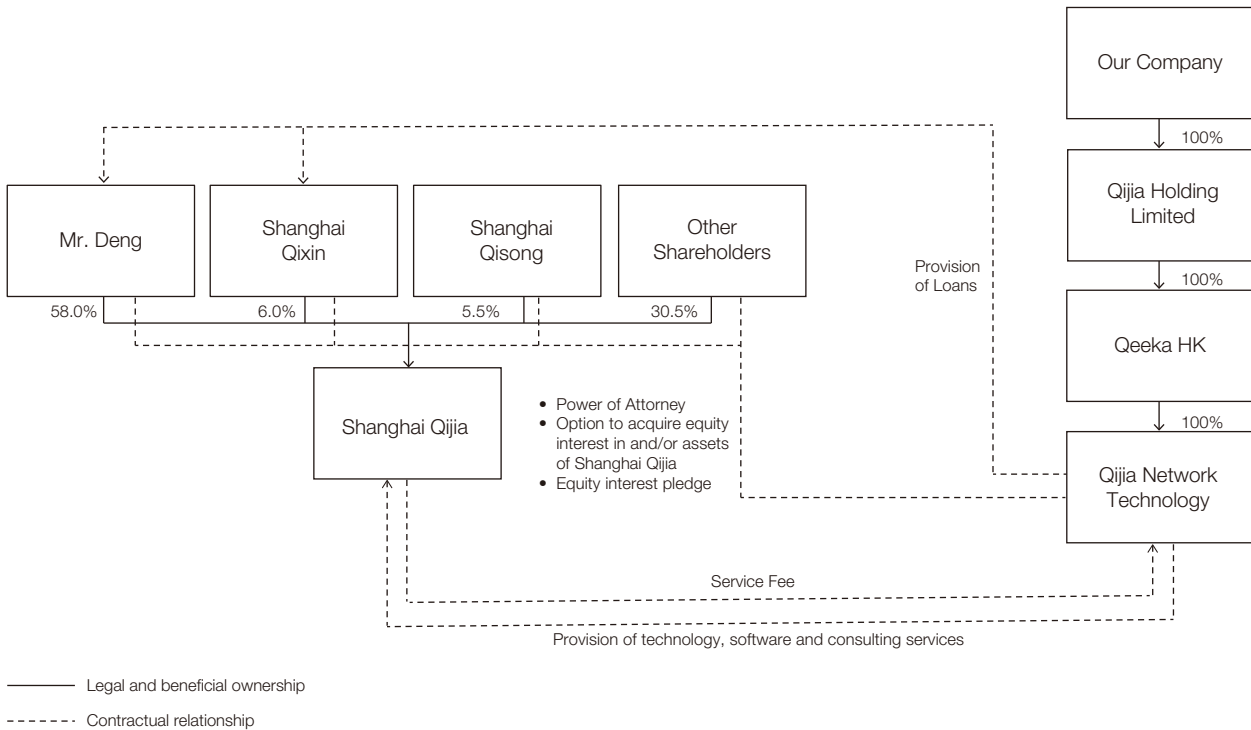 Our Company
100%
Qijia Holding
Limited
100%
Qeeka HK
100%
Qijia Network
Technology
Provision
of Loans
Mr. Deng
Shanghai
Qixin
Shanghai
Qisong
Other
Shareholders
58.0%
6.0%
5.5%
30.5%
Shanghai Qijia
• Power of Attorney
• Option to acquire equity
interest in and/or assets
of Shanghai Qijia
• Equity interest pledge
Service Fee
Provision of technology, software and consulting services
Legal and beneficial ownership
Contractual relationship